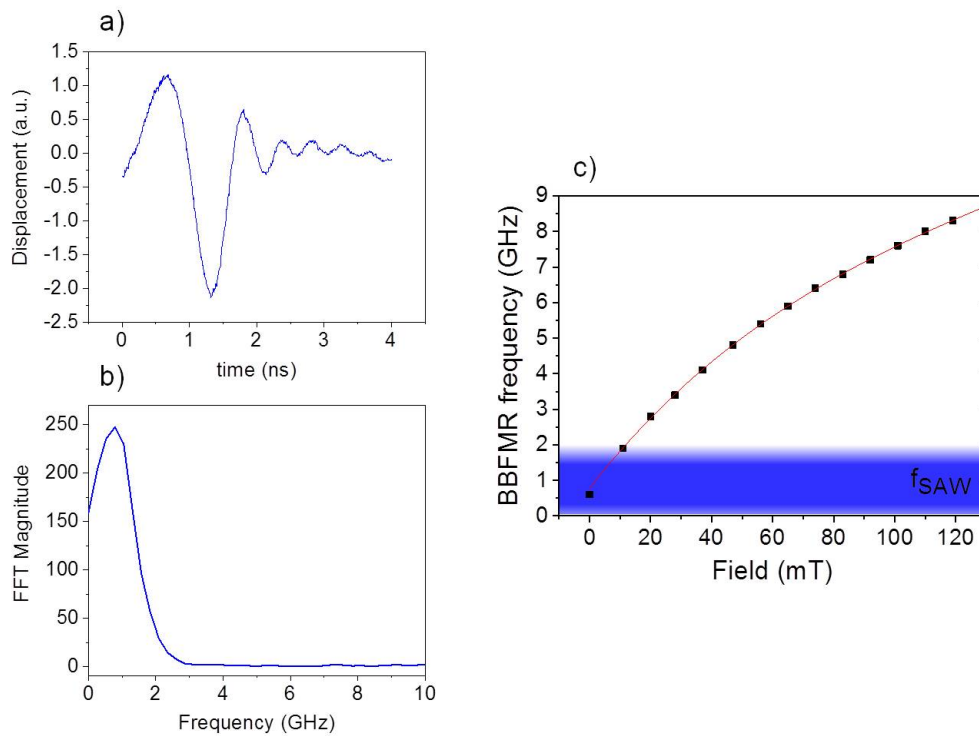 a)
1.5
1.0
0.5
0.0
-0.5
-1.0
-1.5
-2.0
-2.5
Displacement (a.u.)
0 1 2 3 4
time (ns)
b)
250
200
150
100
50
0
FFT Magnitude
0 2 4 6 8 10
Frequency (GHz)
c)
9
8
7
6
5
4
3
2
1
0
BBFMR frequency (GHz)
fSAW
0 20 40 60 80 100 120
Field (mT)